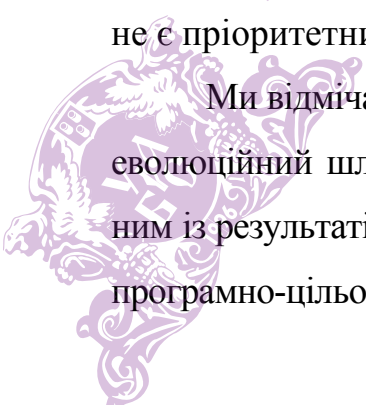 не є пріоритетни
Ми відміча
еволюційний шл
ним із результаті
програмно-цільо